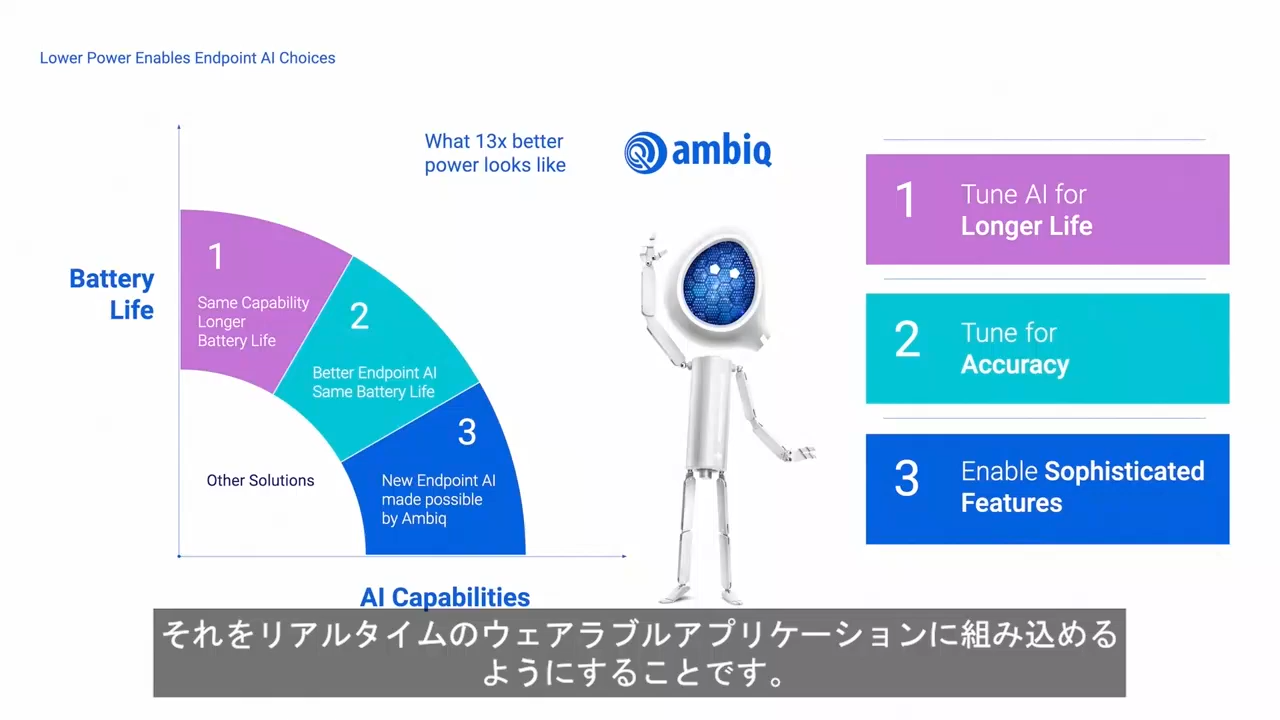 Lower Power Enables Endpoint AI Choices
What 13x better
power looks like
ambiq
Battery
Life
1
Same Capability
Longer
Battery Life
2
Better Endpoint AI
Same Battery Life
3
New Endpoint AI
made possible
by Ambiq
Other Solutions
AI Capabilities
1
Tune AI for
Longer Life
2
Tune for
Accuracy
3
Enable Sophisticated
Features
それをリアルタイムのウェアラブルアプリケーションに組み込める
ようにすることです。